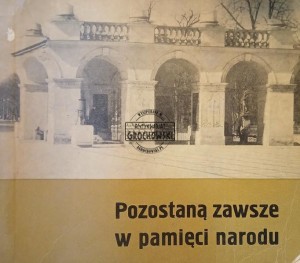 GROCHOWSKI
Pozostaną zawsze
w pamięci narodu